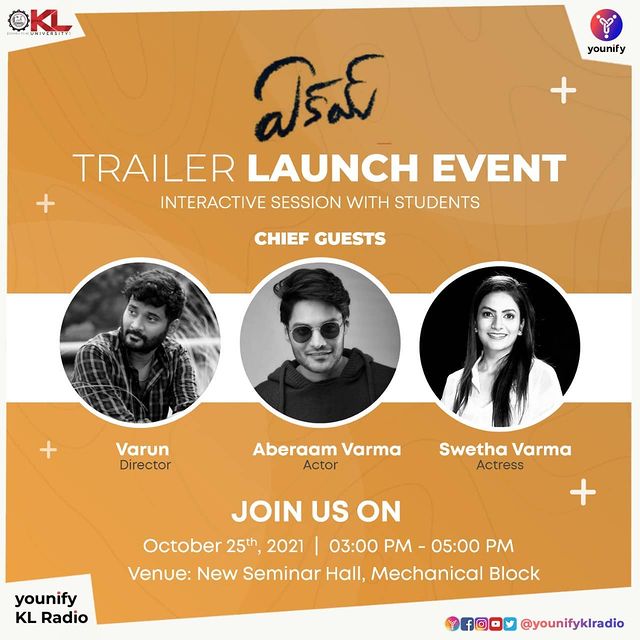 KL
UNIVERSITY
younify
ఏకమ్
TRAILER LAUNCH EVENT
INTERACTIVE SESSION WITH STUDENTS
CHIEF GUESTS
Varun
Director
Aberaam Varma
Actor
Swetha Varma
Actress
JOIN US ON
October 25th, 2021 | 03:00 PM - 05:00 PM
Venue: New Seminar Hall, Mechanical Block
younify
KL Radio
@younifyklradio